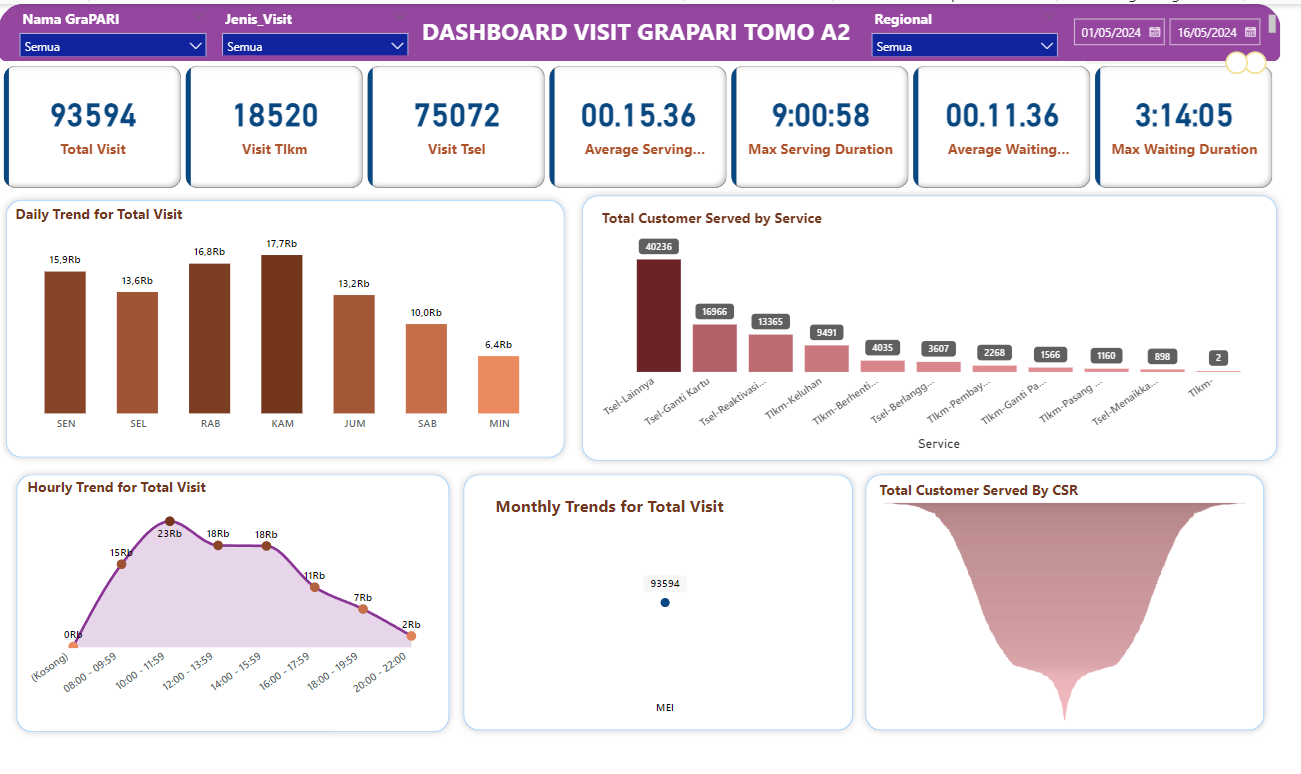 Nama GraPARI
Semua
Jenis_Visit
Semua
DASHBOARD VISIT GRAPARI TOMO A2
Regional
Semua
01/05/2024
16/05/2024
93594
Total Visit
18520
Visit Tlkm
75072
Visit Tsel
00.15.36
Average Serving...
9:00:58
Max Serving Duration
00.11.36
Average Waiting...
3:14:05
Max Waiting Duration
Daily Trend for Total Visit
15,9Rb
13,6Rb
16,8Rb
17,7Rb
13,2Rb
10,0Rb
6,4Rb
SEN
SEL
RAB
KAM
JUM
SAB
MIN
Total Customer Served by Service
40236
16966
13365
9491
4035
3607
2268
1566
1160
898
2
Tsel-Lainnya
Tsel-Ganti Kartu
Tsel-Reaktivasi...
Tlkm-Keluhan
Tlkm-Berhenti...
Tsel-Berlangg...
Tlkm-Pembay...
Tlkm-Ganti Pa...
Tlkm-Pasang ...
Tsel-Menaikka...
Tlkm-
Service
Hourly Trend for Total Visit
0Rb
15Rb
23Rb
18Rb
18Rb
11Rb
7Rb
2Rb
(Kosong)
08:00 - 09:59
10:00 - 11:59
12:00 - 13:59
14:00 - 15:59
16:00 - 17:59
18:00 - 19:59
20:00 - 22:00
Monthly Trends for Total Visit
93594
MEI
Total Customer Served By CSR